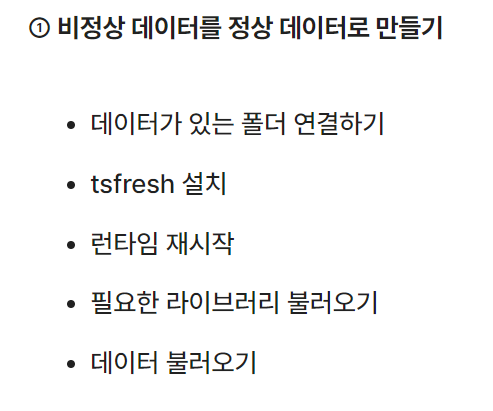 ① 비정상 데이터를 정상 데이터로 만들기
• 데이터가 있는 폴더 연결하기
• tsfresh 설치
• 런타임 재시작
• 필요한 라이브러리 불러오기
• 데이터 불러오기